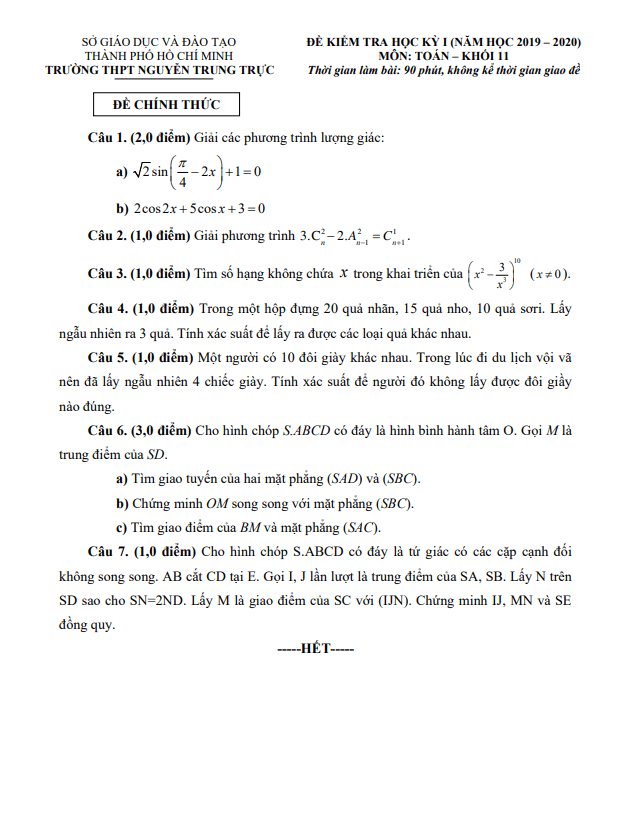 SỞ GIÁO DỤC VÀ ĐÀO TẠO
THÀNH PHỐ HỒ CHÍ MINH
TRƯỜNG THPT NGUYỄN TRUNG TRỰC
ĐỀ KIỂM TRA HỌC KỲ I (NĂM HỌC 2019 – 2020)
MÔN: TOÁN – KHỐI 11
Thời gian làm bài: 90 phút, không kể thời gian giao đề
ĐỀ CHÍNH THỨC
Câu 1. (2,0 điểm) Giải các phương trình lượng giác:
a) √2 sin(π/4 − 2x) + 1 = 0
b) 2cos2x + 5cosx + 3 = 0
Câu 2. (1,0 điểm) Giải phương trình 3.C_n^2 − 2.A_{n−1}^2 = C_{n+1}^1.
Câu 3. (1,0 điểm) Tìm số hạng không chứa x trong khai triển của (x^2 − 3/x^3)^10 (x ≠ 0).
Câu 4. (1,0 điểm) Trong một hộp đựng 20 quả nhãn, 15 quả nho, 10 quả sơri. Lấy
ngẫu nhiên ra 3 quả. Tính xác suất để lấy ra được các loại quả khác nhau.
Câu 5. (1,0 điểm) Một người có 10 đôi giày khác nhau. Trong lúc đi du lịch vội vã
nên đã lấy ngẫu nhiên 4 chiếc giày. Tính xác suất để người đó không lấy được đôi giầy
nào đúng.
Câu 6. (3,0 điểm) Cho hình chóp S.ABCD có đáy là hình bình hành tâm O. Gọi M là
trung điểm của SD.
a) Tìm giao tuyến của hai mặt phẳng (SAD) và (SBC).
b) Chứng minh OM song song với mặt phẳng (SBC).
c) Tìm giao điểm của BM và mặt phẳng (SAC).
Câu 7. (1,0 điểm) Cho hình chóp S.ABCD có đáy là tứ giác có các cặp cạnh đối
không song song. AB cắt CD tại E. Gọi I, J lần lượt là trung điểm của SA, SB. Lấy N trên
SD sao cho SN=2ND. Lấy M là giao điểm của SC với (IJN). Chứng minh IJ, MN và SE
đồng quy.
-----HẾT-----